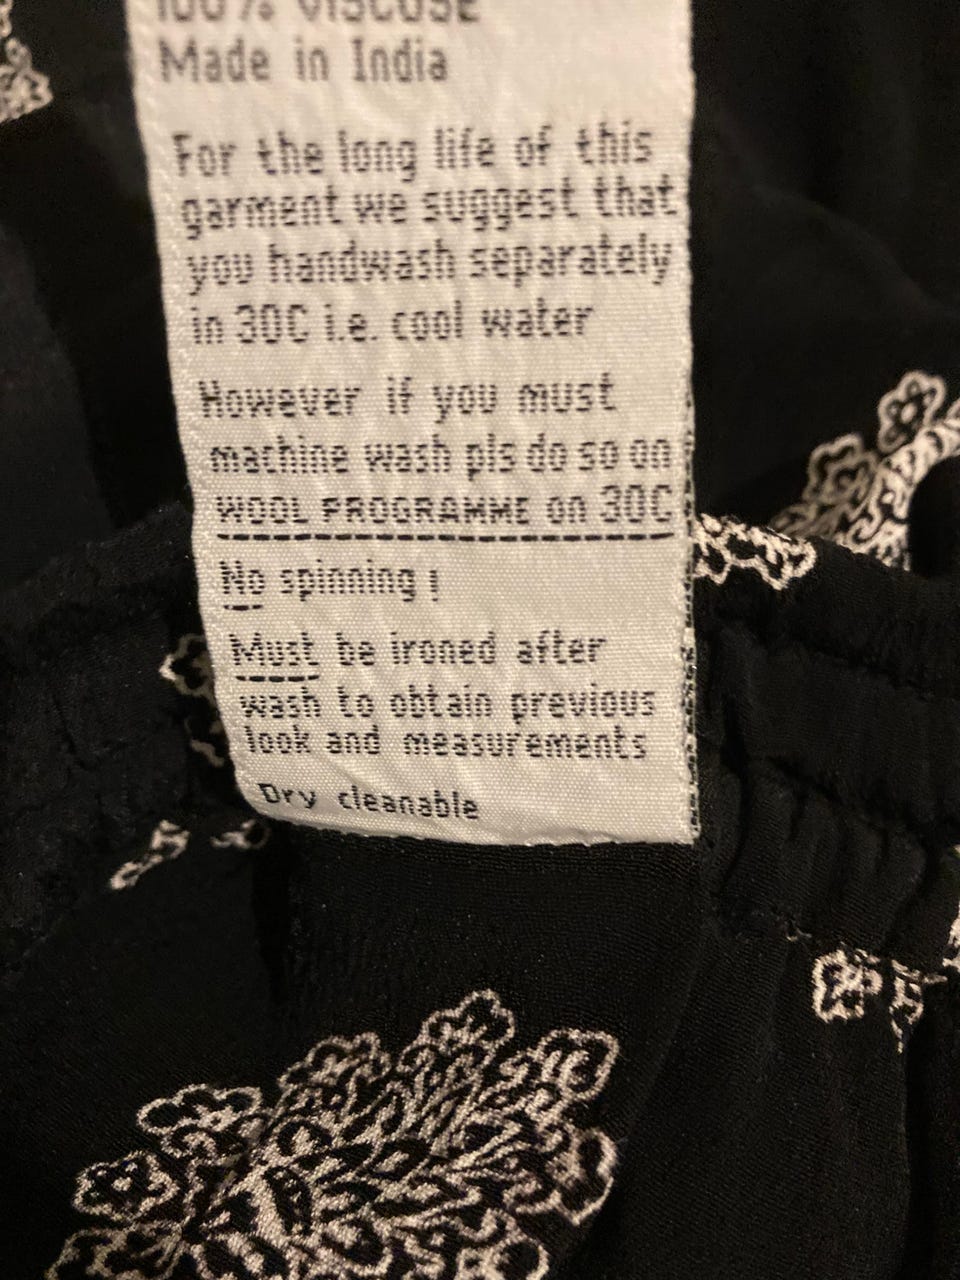 100% VISCOSE
Made in India
For the long life of this
garment we suggest that
you handwash separately
in 30C i.e. cool water
However if you must
machine wash pls do so on
WOOL PROGRAMME on 30C
No spinning!
Must be ironed after
wash to obtain previous
look and measurements
Dry cleanable